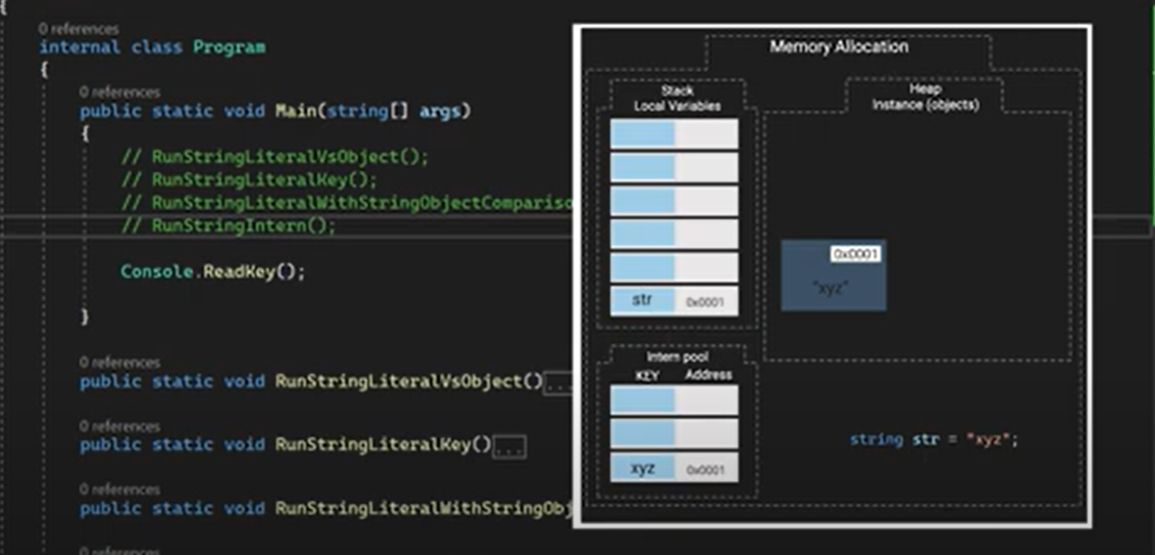 {
0 references
internal class Program
{
0 references
public static void Main(string[] args)
{
// RunStringLiteralVsObject();
// RunStringLiteralKey();
// RunStringLiteralWithStringObjectCompariso
// RunStringIntern();
Console.ReadKey();
}
0 references
public static void RunStringLiteralVsObject()...
0 references
public static void RunStringLiteralKey()...
0 references
public static void RunStringLiteralWithStringObj
0 references
Memory Allocation
Stack
Local Variables
str 0x0001
Heap
Instance (objects)
0x0001
"xyz"
Intern pool
KEY Address
xyz 0x0001
string str = "xyz";